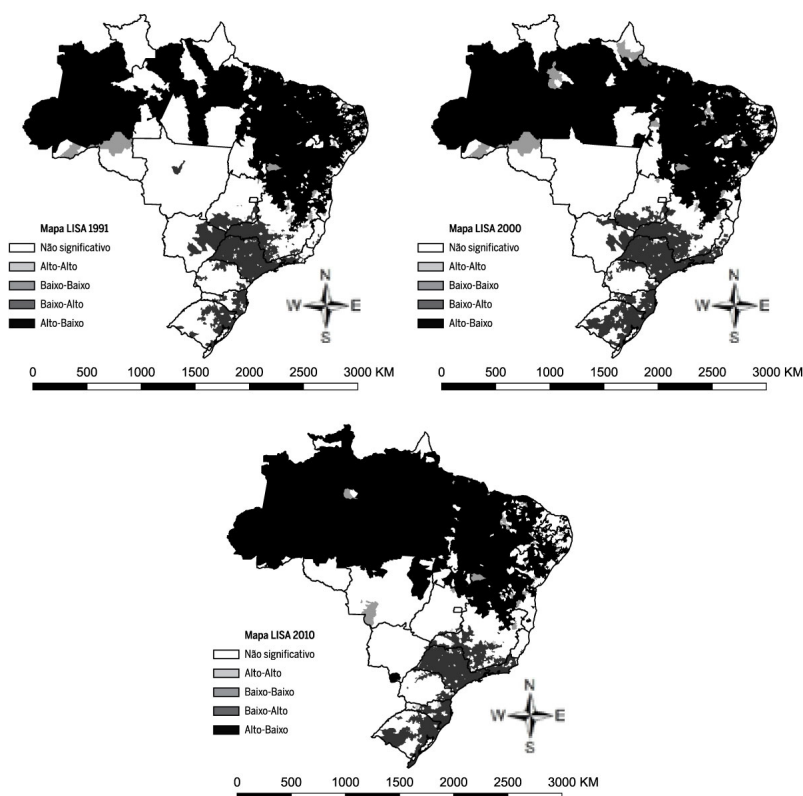 Mapa LISA 1991
Não significativo
Alto-Alto
Baixo-Baixo
Baixo-Alto
Alto-Baixo
N
W E
S
0 500 1000 1500 2000 2500 3000 KM
Mapa LISA 2000
Não significativo
Alto-Alto
Baixo-Baixo
Baixo-Alto
Alto-Baixo
N
W E
S
0 500 1000 1500 2000 2500 3000 KM
Mapa LISA 2010
Não significativo
Alto-Alto
Baixo-Baixo
Baixo-Alto
Alto-Baixo
N
W E
S
0 500 1000 1500 2000 2500 3000 KM